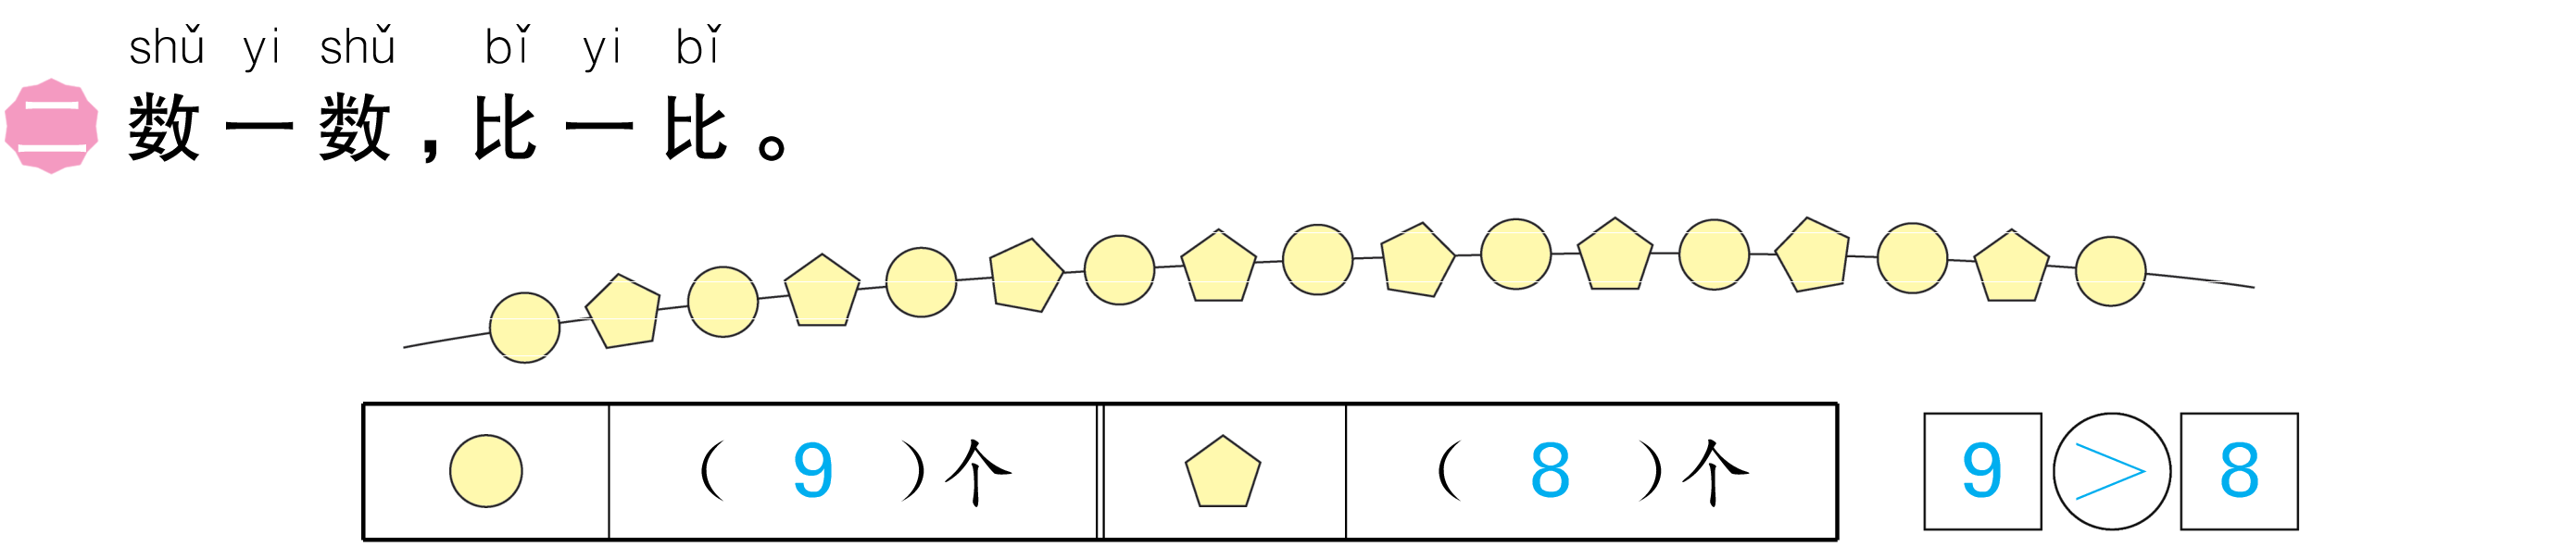 shǔ yi shǔ bǐ yi bǐ
二 数一数，比一比。
（ 9 ）个 （ 8 ）个 9 > 8